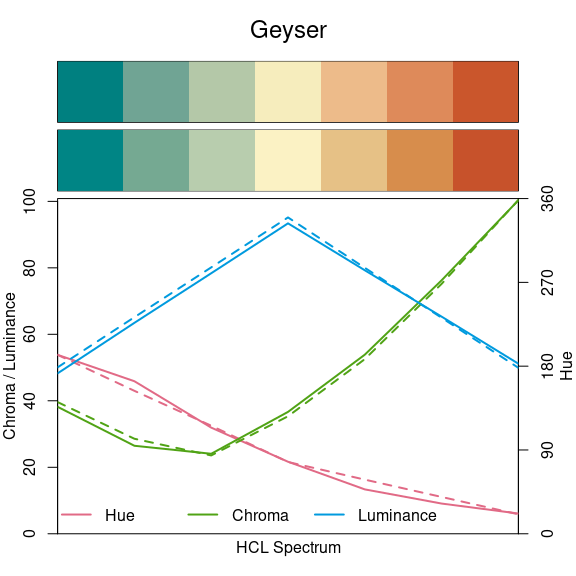 Geyser
100
80
60
40
20
0
Chroma / Luminance
360
270
180
90
0
Hue
Hue
Chroma
Luminance
HCL Spectrum